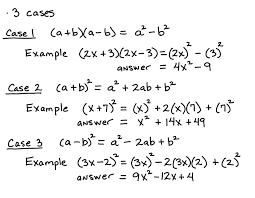 · 3 cases
Case 1 (a+b)(a-b) = a²-b²
Example (2x+3)(2x-3) = (2x)² - (3)²
answer = 4x² - 9
Case 2 (a+b)² = a² + 2ab + b²
Example (x+7)² = (x)² + 2(x)(7) + (7)²
answer = x² + 14x + 49
Case 3 (a-b)² = a² - 2ab + b²
Example (3x-2)² = (3x)² - 2(3x)(2) + (2)²
answer = 9x² - 12x + 4